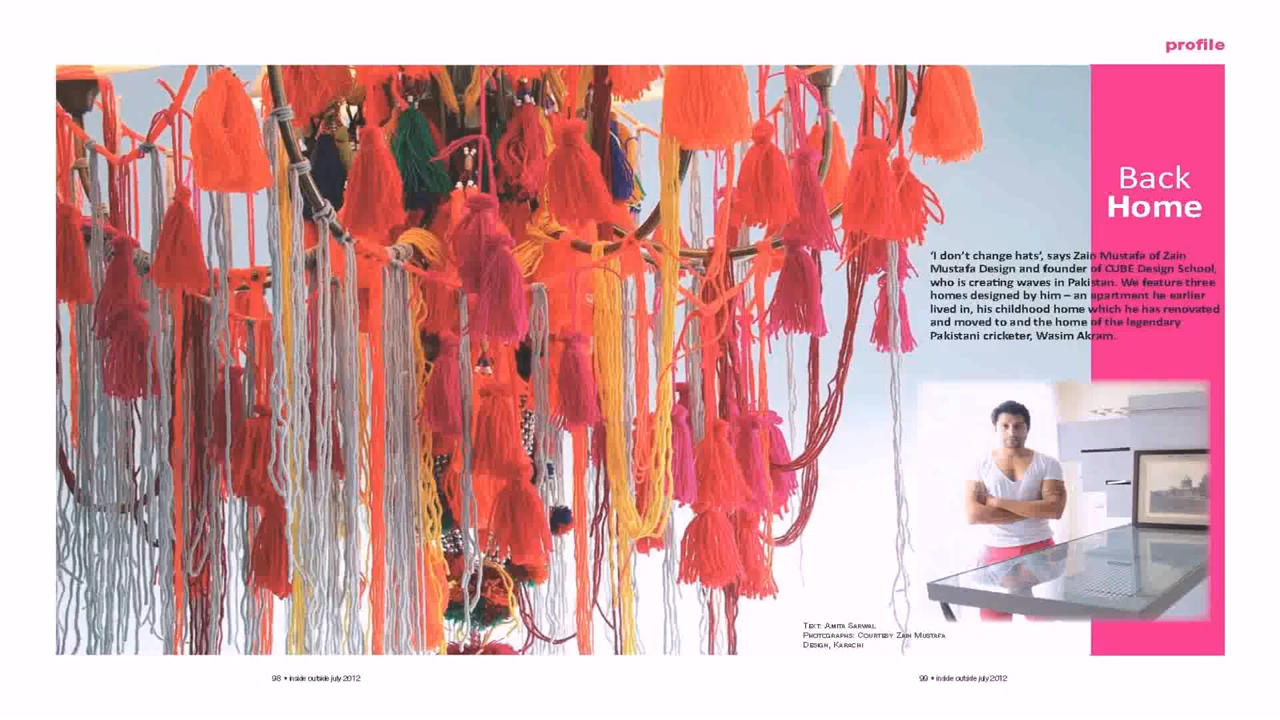 profile
Back
Home
‘I don’t change hats’, says Zain Mustafa of Zain
Mustafa Design and founder of CUBE Design School,
who is creating waves in Pakistan. We feature three
homes designed by him – an apartment he earlier
lived in, his childhood home which he has renovated
and moved to and the home of the legendary
Pakistani cricketer, Wasim Akram.
Text: Amita Sarwal
Photographs: Courtesy Zain Mustafa
Design, Karachi
98 • inside outside july 2012
99 • inside outside july 2012